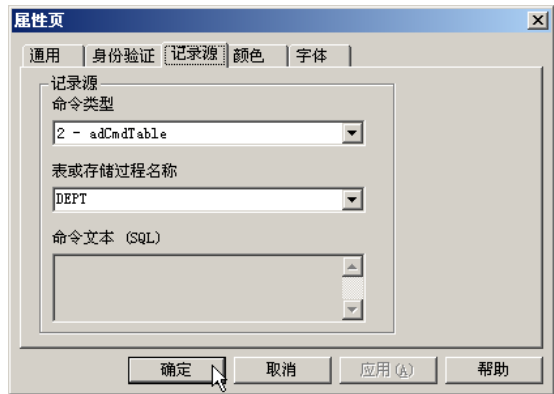 属性页
通用 身份验证 记录源 颜色 字体
记录源
命令类型
2 - adCmdTable
表或存储过程名称
DEPT
命令文本 (SQL)
确定 取消 应用(A) 帮助